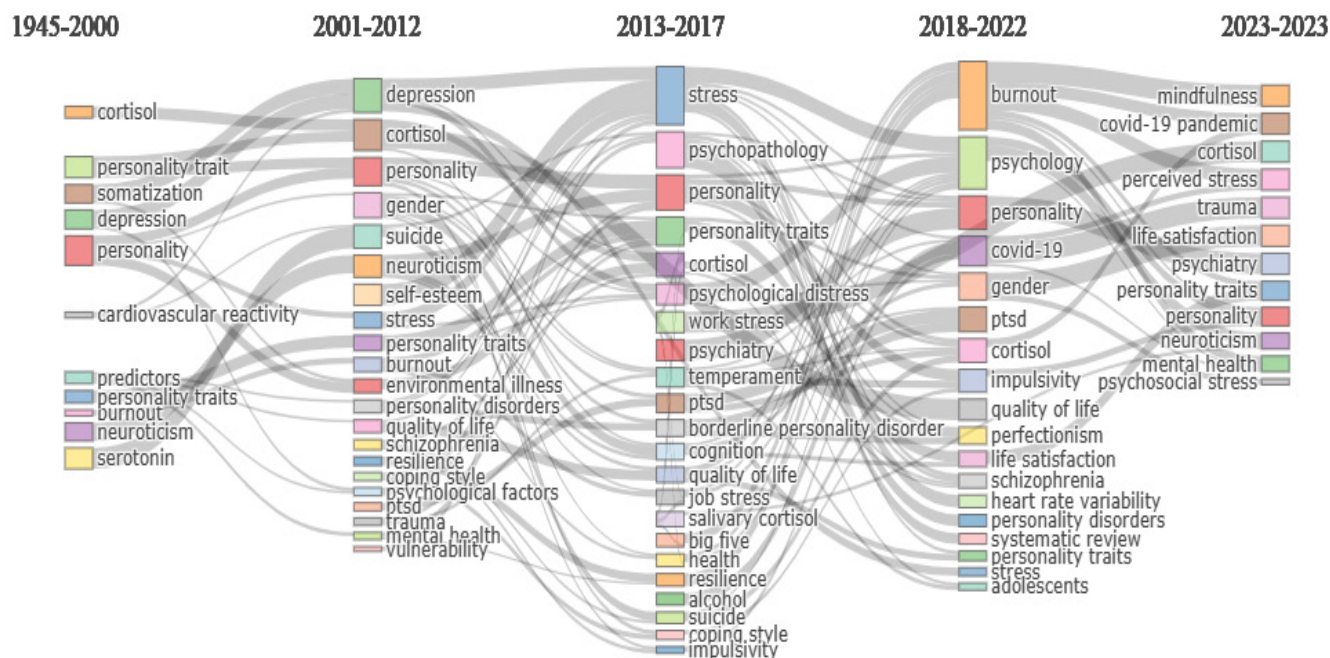 1945-2000
2001-2012
2013-2017
2018-2022
2023-2023
cortisol
personality trait
somatization
depression
personality
cardiovascular reactivity
predictors
personality traits
burnout
neuroticism
serotonin
depression
cortisol
personality
gender
suicide
neuroticism
self-esteem
stress
personality traits
burnout
environmental illness
personality disorders
quality of life
schizophrenia
resilience
coping style
psychological factors
ptsd
trauma
mental health
vulnerability
stress
psychopathology
personality
personality traits
cortisol
psychological distress
work stress
psychiatry
temperament
ptsd
borderline personality disorder
cognition
quality of life
job stress
salivary cortisol
big five
health
resilience
alcohol
suicide
coping style
impulsivity
burnout
psychology
personality
covid-19
gender
ptsd
cortisol
impulsivity
quality of life
perfectionism
life satisfaction
schizophrenia
heart rate variability
personality disorders
systematic review
personality traits
stress
adolescents
mindfulness
covid-19 pandemic
cortisol
perceived stress
trauma
life satisfaction
psychiatry
personality traits
personality
neuroticism
mental health
psychosocial stress